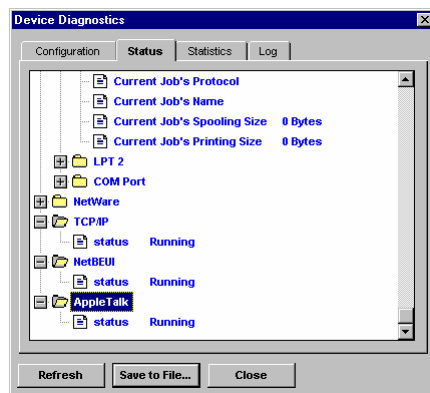 Device Diagnostics
Configuration Status Statistics Log
Current Job's Protocol
Current Job's Name
Current Job's Spooling Size 0 Bytes
Current Job's Printing Size 0 Bytes
LPT 2
COM Port
NetWare
TCP/IP
status Running
NetBEUI
status Running
AppleTalk
status Running
Refresh Save to File... Close